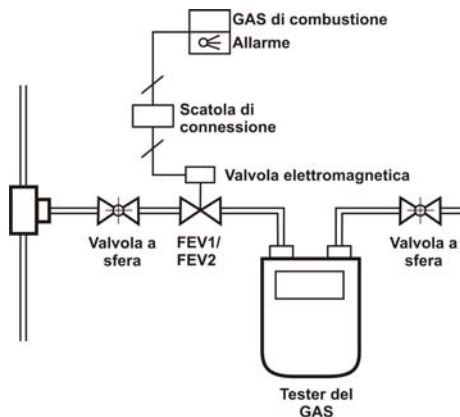 GAS di combustione
Allarme
Scatola di
connessione
Valvola elettromagnetica
Valvola a
sfera
FEV1/
FEV2
Valvola a
sfera
Tester del
GAS